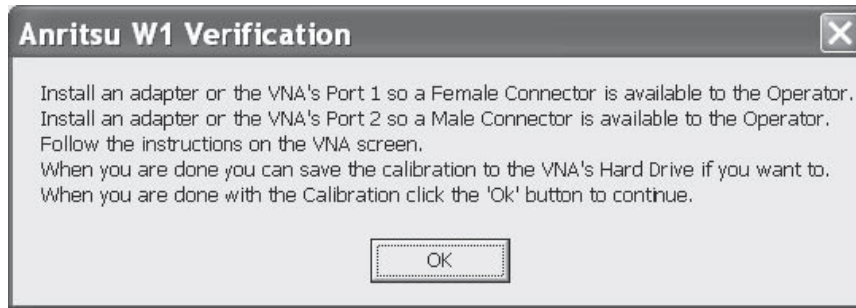 Anritsu W1 Verification
Install an adapter or the VNA's Port 1 so a Female Connector is available to the Operator.
Install an adapter or the VNA's Port 2 so a Male Connector is available to the Operator.
Follow the instructions on the VNA screen.
When you are done you can save the calibration to the VNA's Hard Drive if you want to.
When you are done with the Calibration click the 'Ok' button to continue.
OK